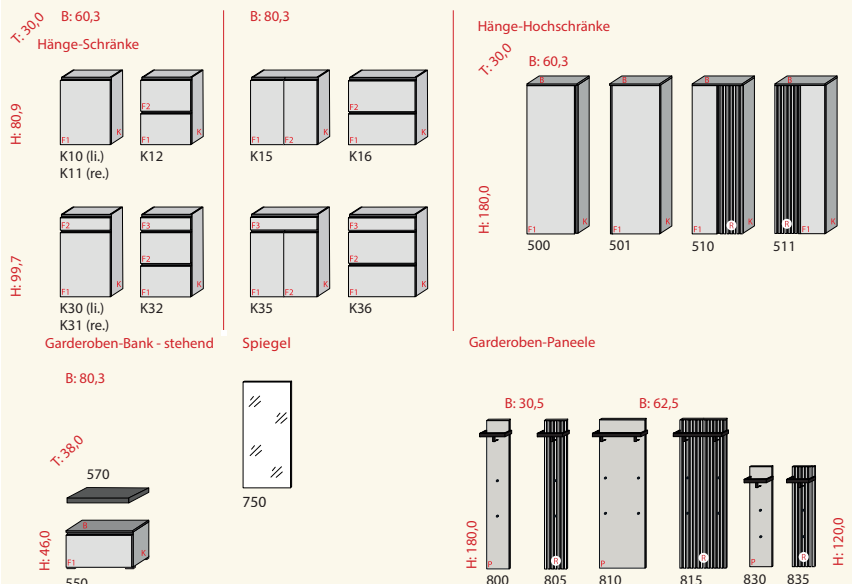 T: 30,0
B: 60,3
B: 80,3
Hänge-Schränke
H: 80,9
F1
K
F2
F1
K
F1
F2
K
F2
F1
K
K10 (li.)
K11 (re.)
K12
K15
K16
H: 99,7
F2
F1
K
F3
F2
F1
K
F3
F1
F2
K
F3
F2
F1
K
K30 (li.)
K31 (re.)
K32
K35
K36
Hänge-Hochschränke
T: 30,0
B: 60,3
H: 180,0
B
F1
K
B
F1
K
B
F1
R
K
B
R
F1
K
500
501
510
511
Garderoben-Bank - stehend
B: 80,3
T: 38,0
570
H: 46,0
B
F1
K
550
Spiegel
750
Garderoben-Paneele
B: 30,5
B: 62,5
H: 180,0
P
R
P
R
P
R
H: 120,0
800
805
810
815
830
835